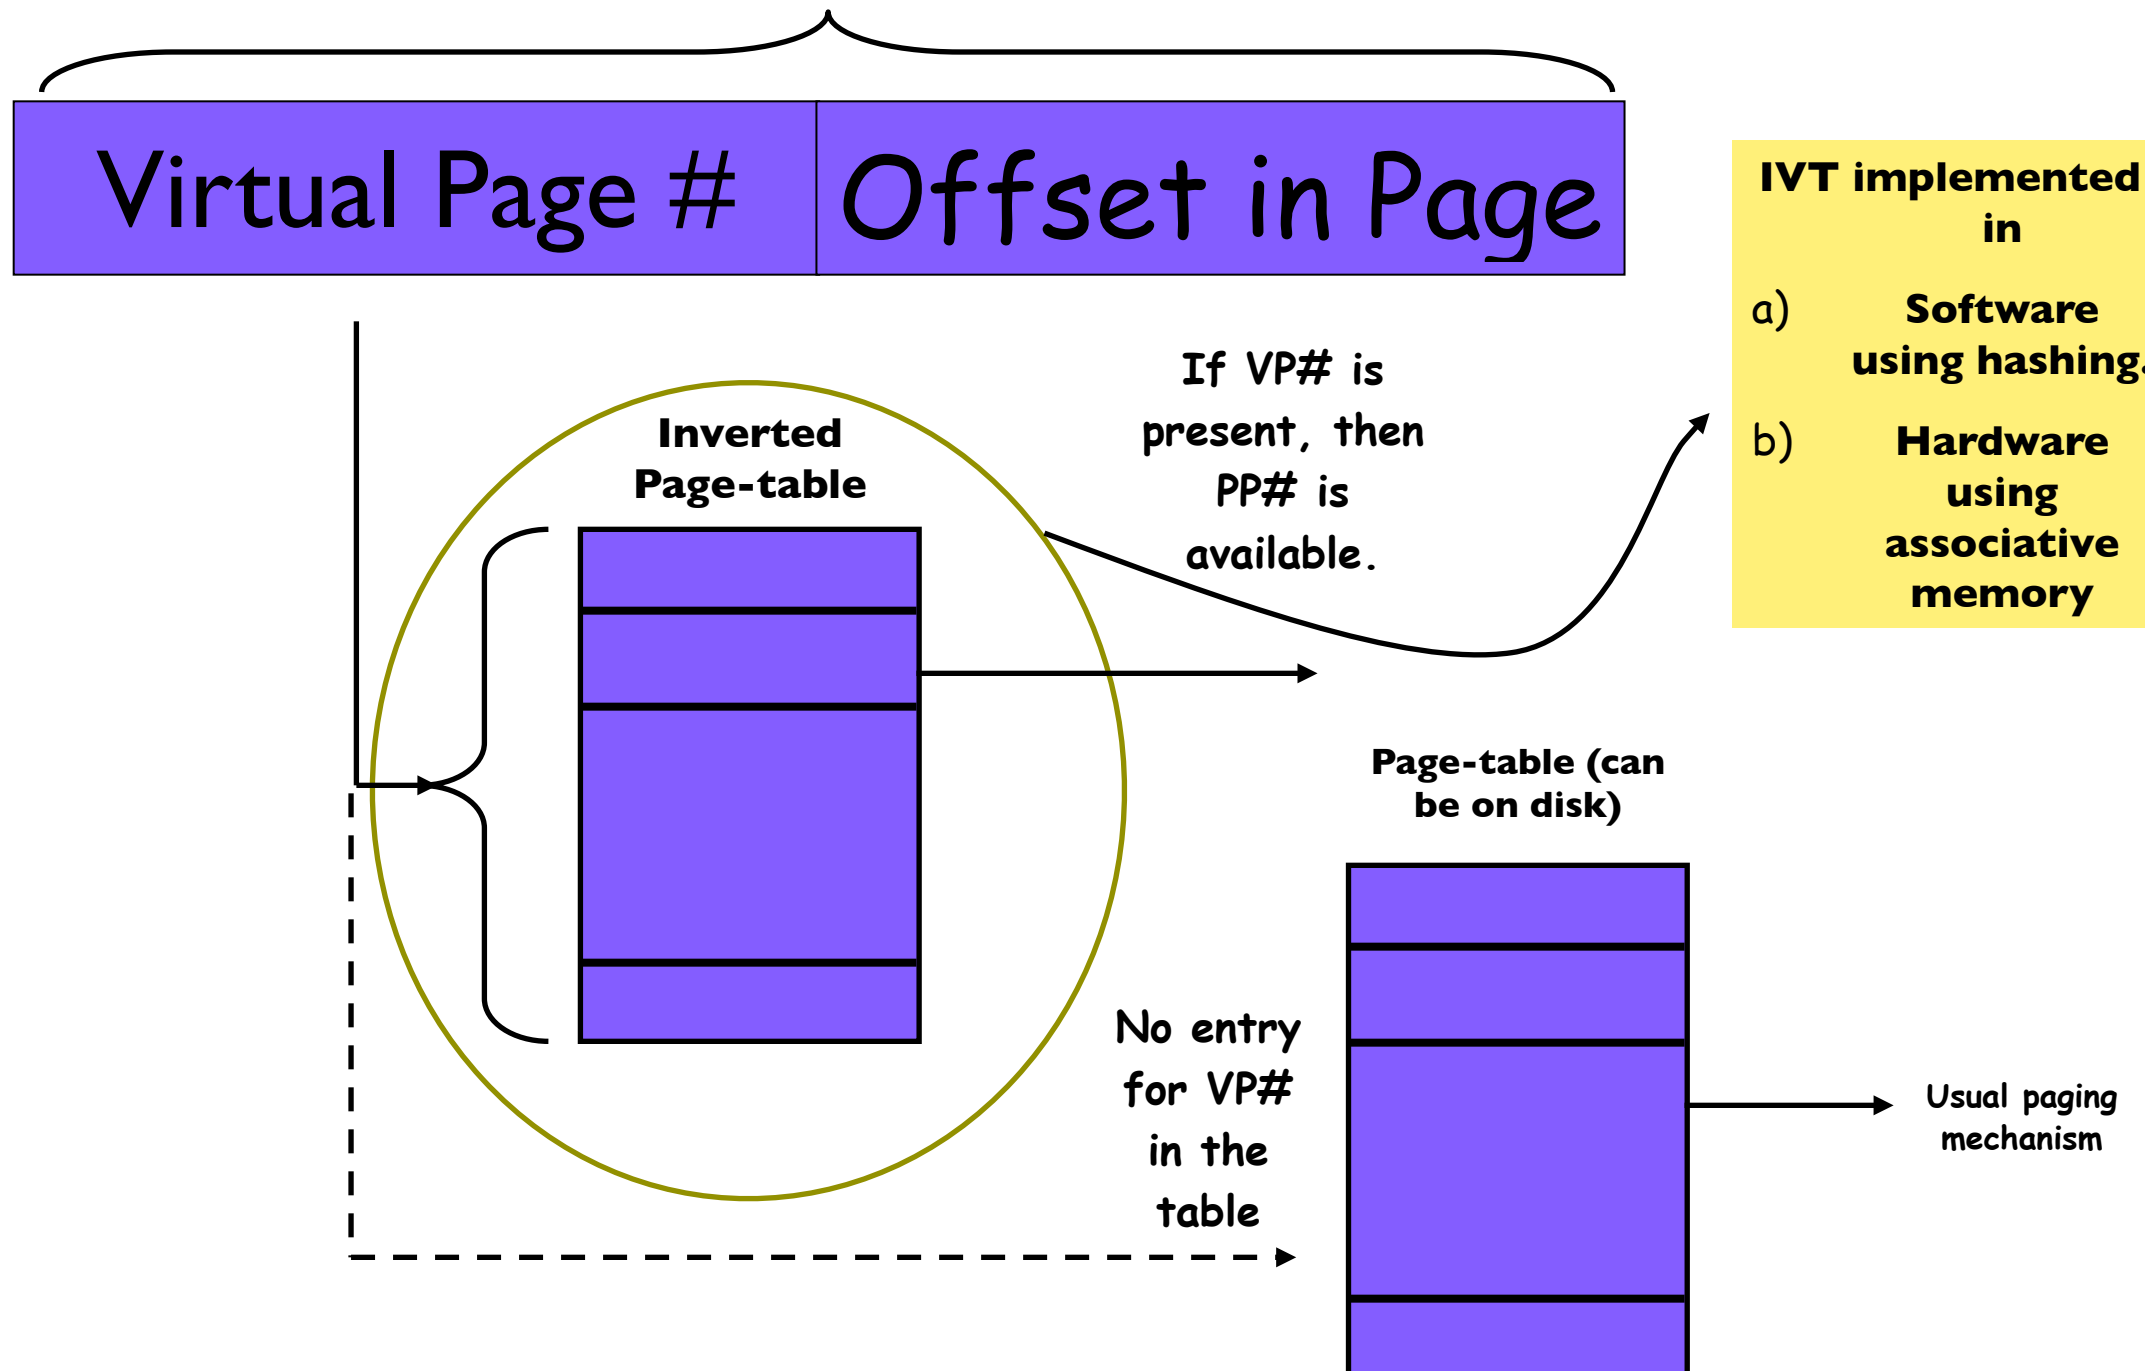 Virtual Page #
Offset in Page
IVT implemented
in
a) Software
using hashing.
b) Hardware
using
associative
memory
If VP# is
present, then
PP# is
available.
Inverted
Page-table
Page-table (can
be on disk)
No entry
for VP#
in the
table
Usual paging
mechanism